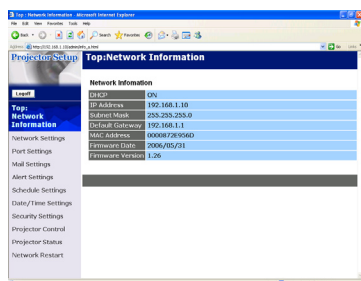 Top : Network Information - Microsoft Internet Explorer
File Edit View Favorites Tools Help
Back Search Favorites
Address http://192.168.1.10/admin/info_a.html Go Links
Projector Setup
Top:Network Information
Network Infomation
Logoff
DHCP ON
IP Address 192.168.1.10
Subnet Mask 255.255.255.0
Default Gateway 192.168.1.1
MAC Address 0000872E956D
Firmware Date 2006/05/31
Firmware Version 1.26
Top:
Network
Information
Network Settings
Port Settings
Mail Settings
Alert Settings
Schedule Settings
Date/Time Settings
Security Settings
Projector Control
Projector Status
Network Restart